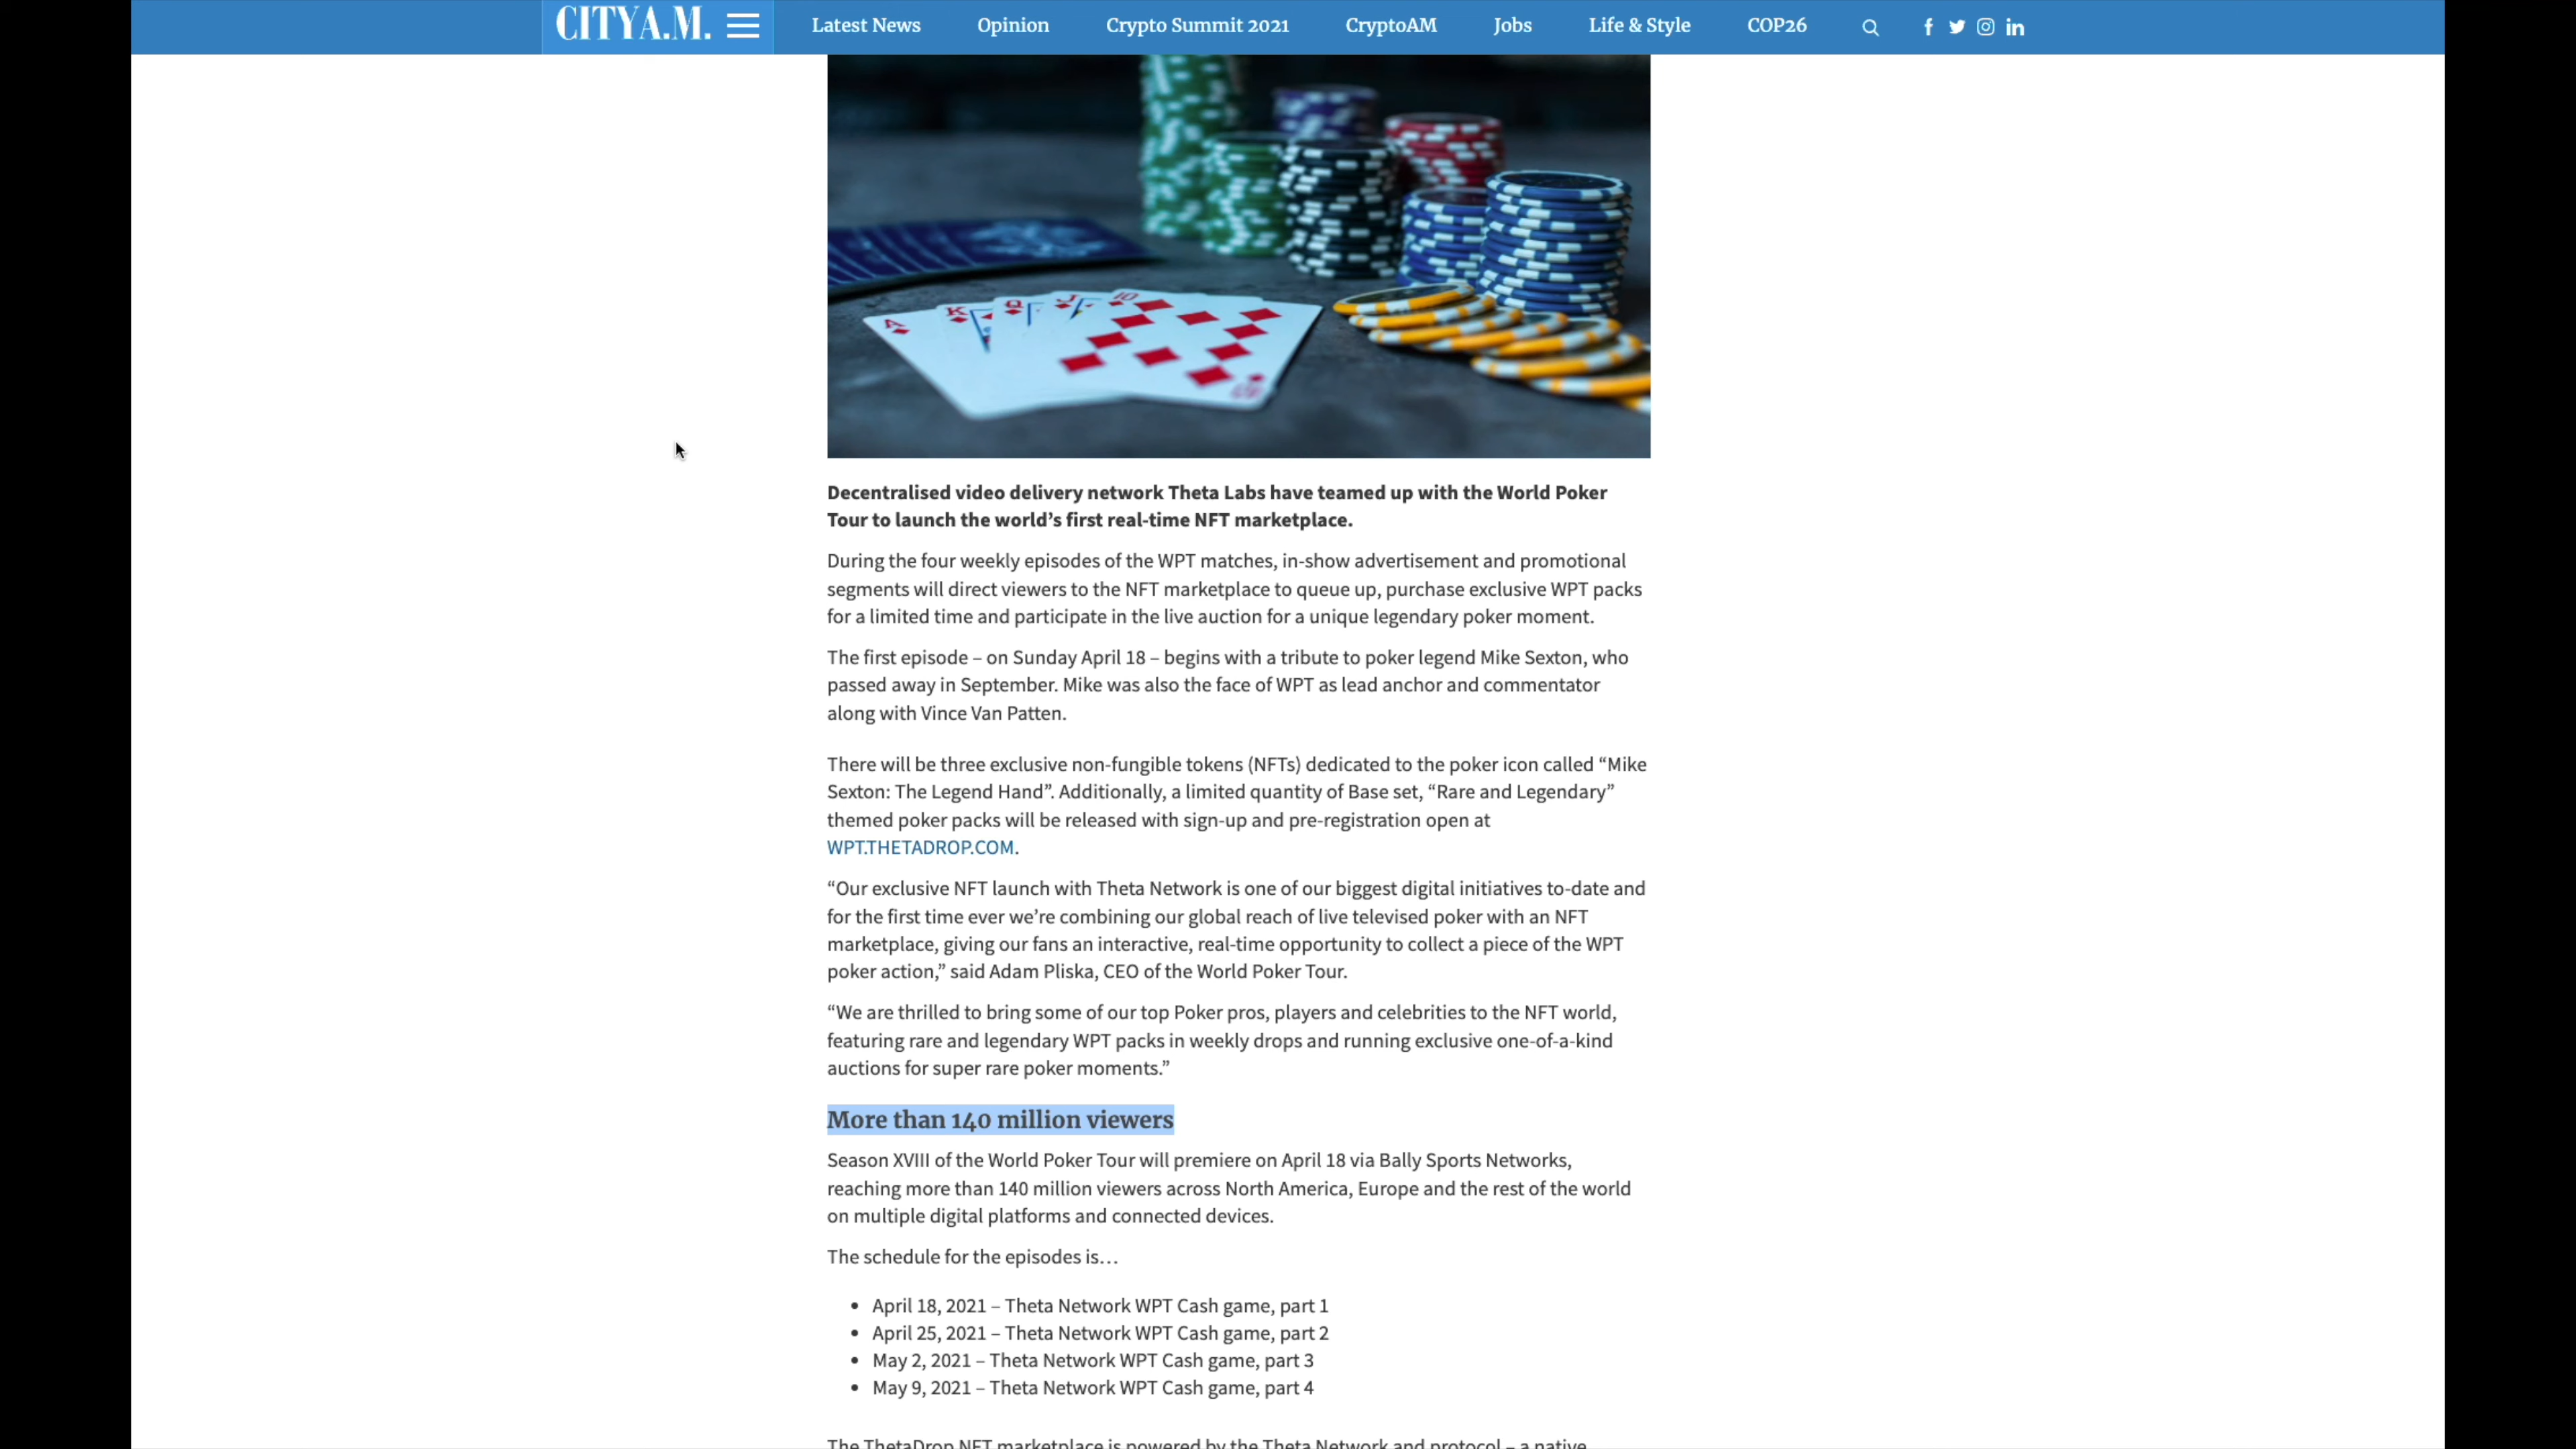 CITYA.M.
Latest News Opinion Crypto Summit 2021 CryptoAM Jobs Life & Style COP26
A K Q J 10
Decentralised video delivery network Theta Labs have teamed up with the World Poker
Tour to launch the world’s first real-time NFT marketplace.
During the four weekly episodes of the WPT matches, in-show advertisement and promotional
segments will direct viewers to the NFT marketplace to queue up, purchase exclusive WPT packs
for a limited time and participate in the live auction for a unique legendary poker moment.
The first episode – on Sunday April 18 – begins with a tribute to poker legend Mike Sexton, who
passed away in September. Mike was also the face of WPT as lead anchor and commentator
along with Vince Van Patten.
There will be three exclusive non-fungible tokens (NFTs) dedicated to the poker icon called “Mike
Sexton: The Legend Hand”. Additionally, a limited quantity of Base set, “Rare and Legendary”
themed poker packs will be released with sign-up and pre-registration open at
WPT.THETADROP.COM.
“Our exclusive NFT launch with Theta Network is one of our biggest digital initiatives to-date and
for the first time ever we’re combining our global reach of live televised poker with an NFT
marketplace, giving our fans an interactive, real-time opportunity to collect a piece of the WPT
poker action,” said Adam Pliska, CEO of the World Poker Tour.
“We are thrilled to bring some of our top Poker pros, players and celebrities to the NFT world,
featuring rare and legendary WPT packs in weekly drops and running exclusive one-of-a-kind
auctions for super rare poker moments.”
More than 140 million viewers
Season XVIII of the World Poker Tour will premiere on April 18 via Bally Sports Networks,
reaching more than 140 million viewers across North America, Europe and the rest of the world
on multiple digital platforms and connected devices.
The schedule for the episodes is…
• April 18, 2021 – Theta Network WPT Cash game, part 1
• April 25, 2021 – Theta Network WPT Cash game, part 2
• May 2, 2021 – Theta Network WPT Cash game, part 3
• May 9, 2021 – Theta Network WPT Cash game, part 4
The ThetaDrop NFT marketplace is powered by the Theta Network and protocol – a native